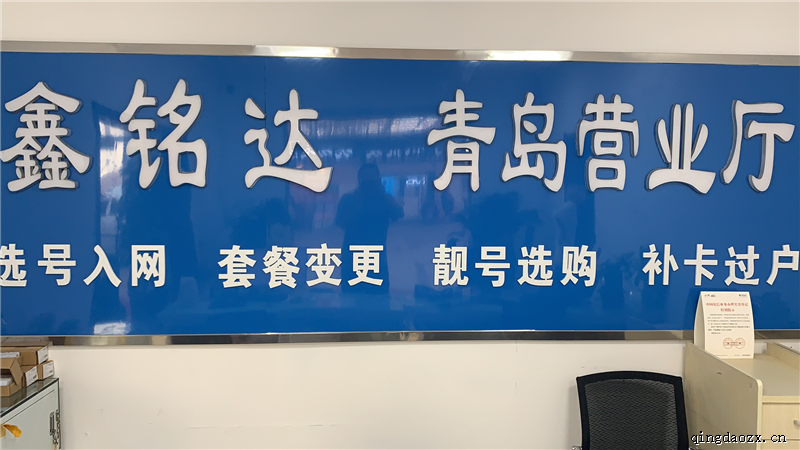 鑫铭达 青岛营业厅
选号入网 套餐变更 靓号选购 补卡过户
qingdaozx.cn